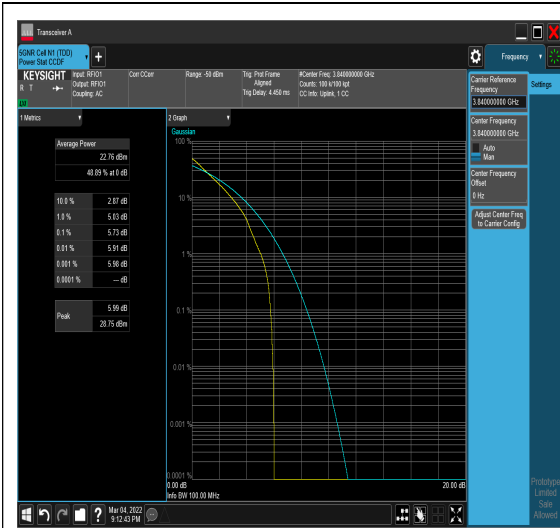 Transceiver A
5GNR Cell N1 (TDD)
Power Stat CCDF
+
Frequency
KEYSIGHT
R T
LXI
Input: RFIO1
Output: RFIO1
Coupling: AC
Corr CCorr
Range: -50 dBm
Trig: Prot Frame
Aligned
Trig Delay: 4.450 ms
#Center Freq: 3.840000000 GHz
Counts: 100 k/100 kpt
CC Info: Uplink, 1 CC
1 Metrics
Average Power
22.76 dBm
48.89 % at 0 dB
10.0 % 2.87 dB
1.0 % 5.03 dB
0.1 % 5.73 dB
0.01 % 5.91 dB
0.001 % 5.98 dB
0.0001 % --- dB
Peak
5.99 dB
28.75 dBm
2 Graph
Gaussian
100 %
10 %
1 %
0.1 %
0.01 %
0.001 %
0.0001 %
0.00 dB 20.00 dB
Info BW 100.00 MHz
Carrier Reference
Frequency
3.840000000 GHz
Center Frequency
3.840000000 GHz
Auto
Man
Center Frequency
Offset
0 Hz
Adjust Center Freq
to Carrier Config
Settings
Prototype
Limited
Sale
Allowed
?
Mar 04, 2022
9:12:43 PM